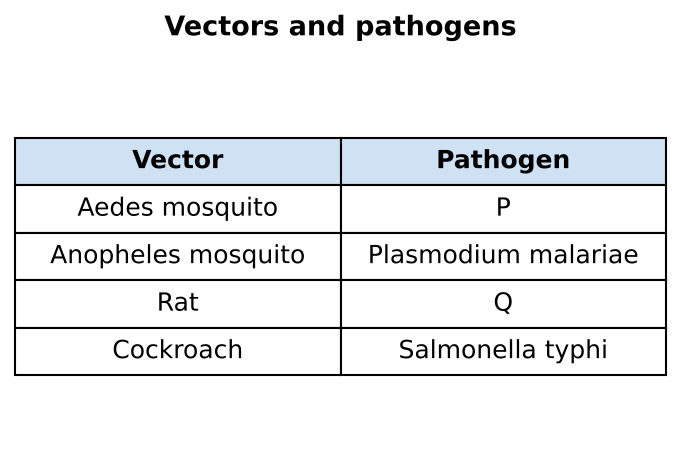 Vectors and pathogens
Vector Pathogen
Aedes mosquito P
Anopheles mosquito Plasmodium malariae
Rat Q
Cockroach Salmonella typhi